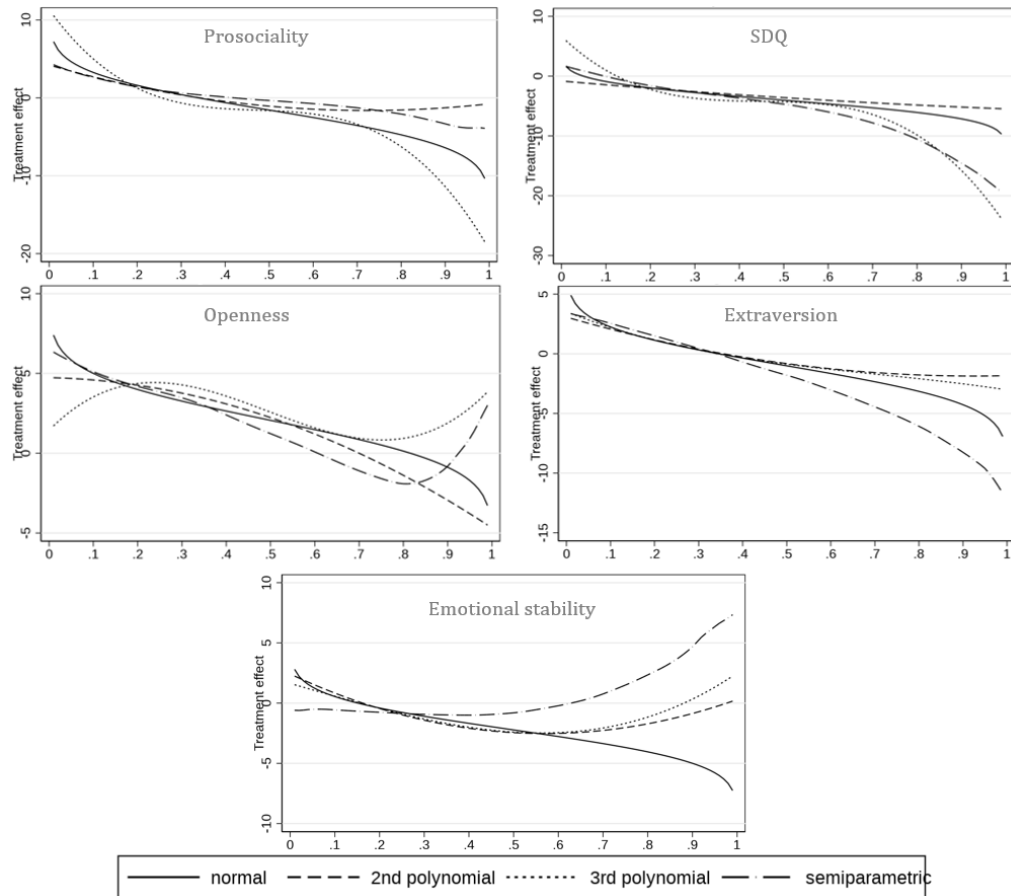 Prosociality
Treatment effect
10
0
-10
-20
0 .1 .2 .3 .4 .5 .6 .7 .8 .9 1
SDQ
Treatment effect
10
0
-10
-20
-30
0 .1 .2 .3 .4 .5 .6 .7 .8 .9 1
Openness
Treatment effect
10
5
0
-5
0 .1 .2 .3 .4 .5 .6 .7 .8 .9 1
Extraversion
Treatment effect
5
0
-5
-10
-15
0 .1 .2 .3 .4 .5 .6 .7 .8 .9 1
Emotional stability
Treatment effect
10
5
0
-5
-10
0 .1 .2 .3 .4 .5 .6 .7 .8 .9 1
normal 2nd polynomial 3rd polynomial semiparametric